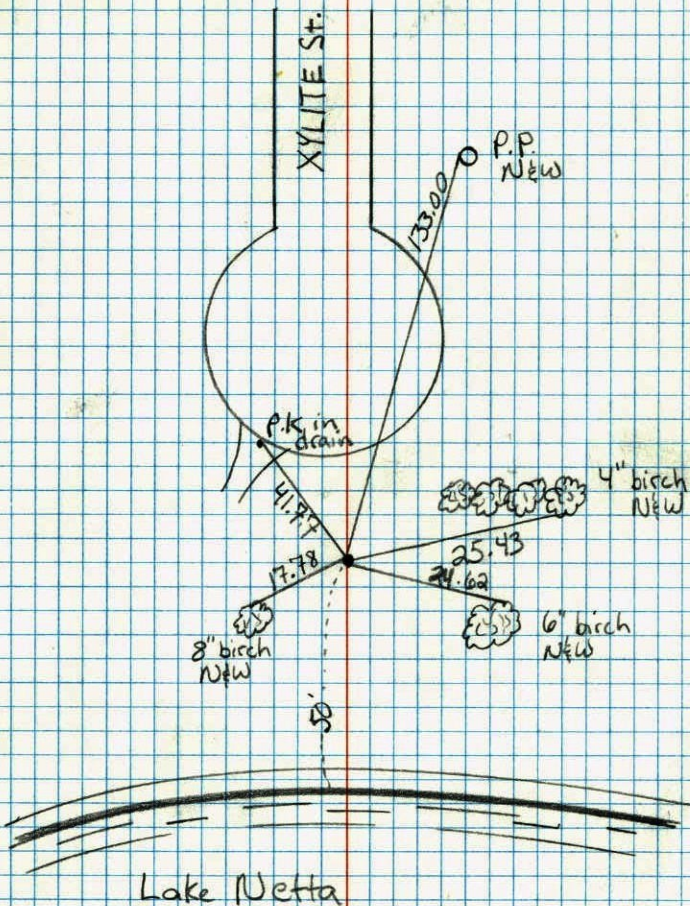 XYLITE St.
P.P.
N&W
133.00
P.K in
drain
41.77
4" birch
N&W
25.43
24.62
17.78
6" birch
N&W
8" birch
N&W
50'
Lake Netta